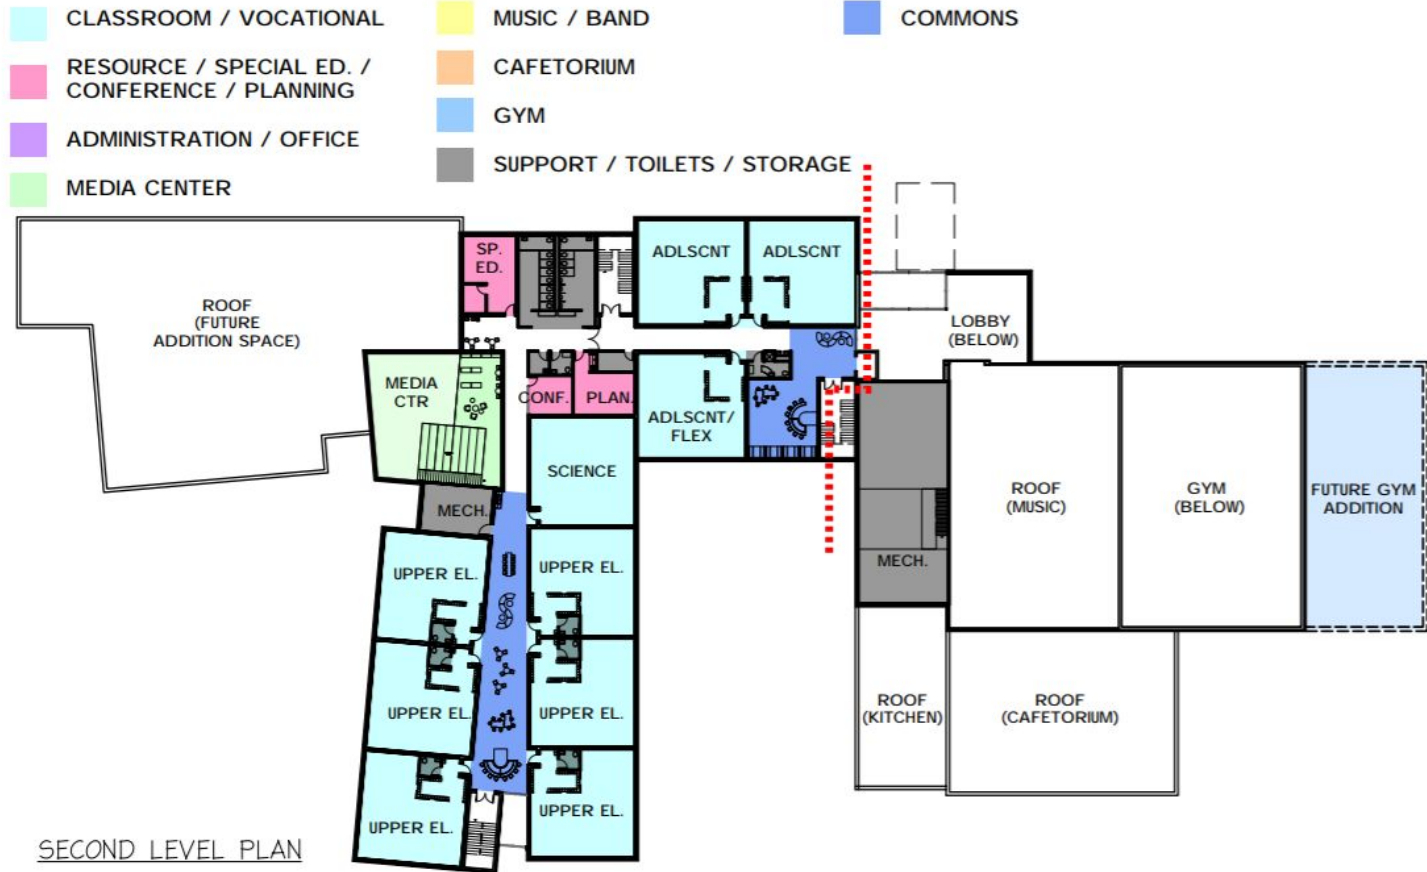 CLASSROOM / VOCATIONAL
RESOURCE / SPECIAL ED. /
CONFERENCE / PLANNING
ADMINISTRATION / OFFICE
MEDIA CENTER
MUSIC / BAND
CAFETORIUM
GYM
SUPPORT / TOILETS / STORAGE
COMMONS
ROOF
(FUTURE
ADDITION SPACE)
SP.
ED.
ADLSCNT
ADLSCNT
LOBBY
(BELOW)
MEDIA
CTR
CONF.
PLAN.
ADLSCNT/
FLEX
SCIENCE
MECH.
ROOF
(MUSIC)
GYM
(BELOW)
FUTURE GYM
ADDITION
MECH.
UPPER EL.
UPPER EL.
UPPER EL.
UPPER EL.
UPPER EL.
UPPER EL.
ROOF
(KITCHEN)
ROOF
(CAFETORIUM)
SECOND LEVEL PLAN